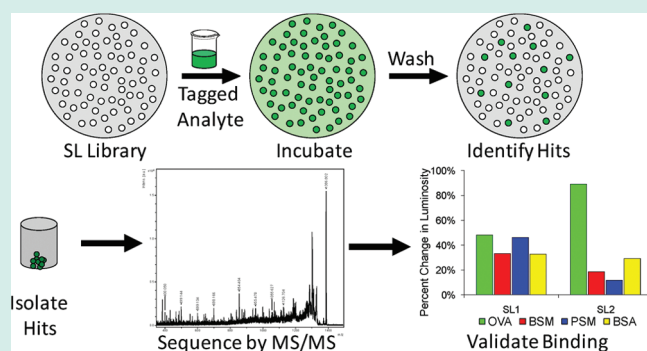 Tagged
Analyte
Wash
SL Library
Incubate
Identify Hits
Isolate
Hits
Sequence by MS/MS
Percent Change in Luminosity
100%
80%
60%
40%
20%
0%
SL1
SL2
OVA
BSM
PSM
BSA
Validate Binding